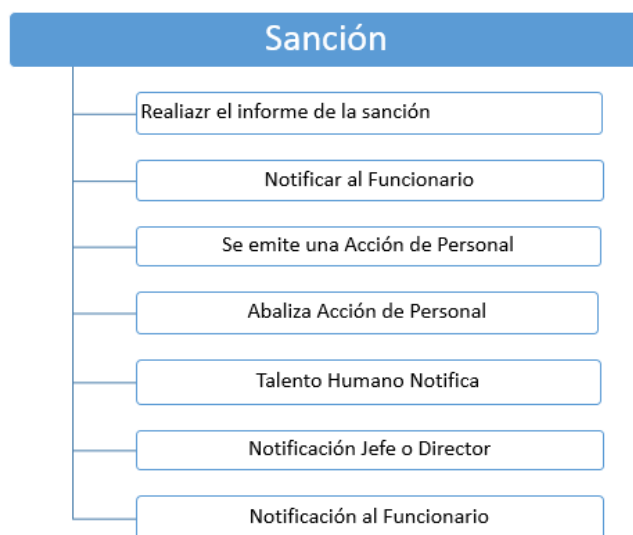 Sanción
Realiazr el informe de la sanción
Notificar al Funcionario
Se emite una Acción de Personal
Abaliza Acción de Personal
Talento Humano Notifica
Notificación Jefe o Director
Notificación al Funcionario